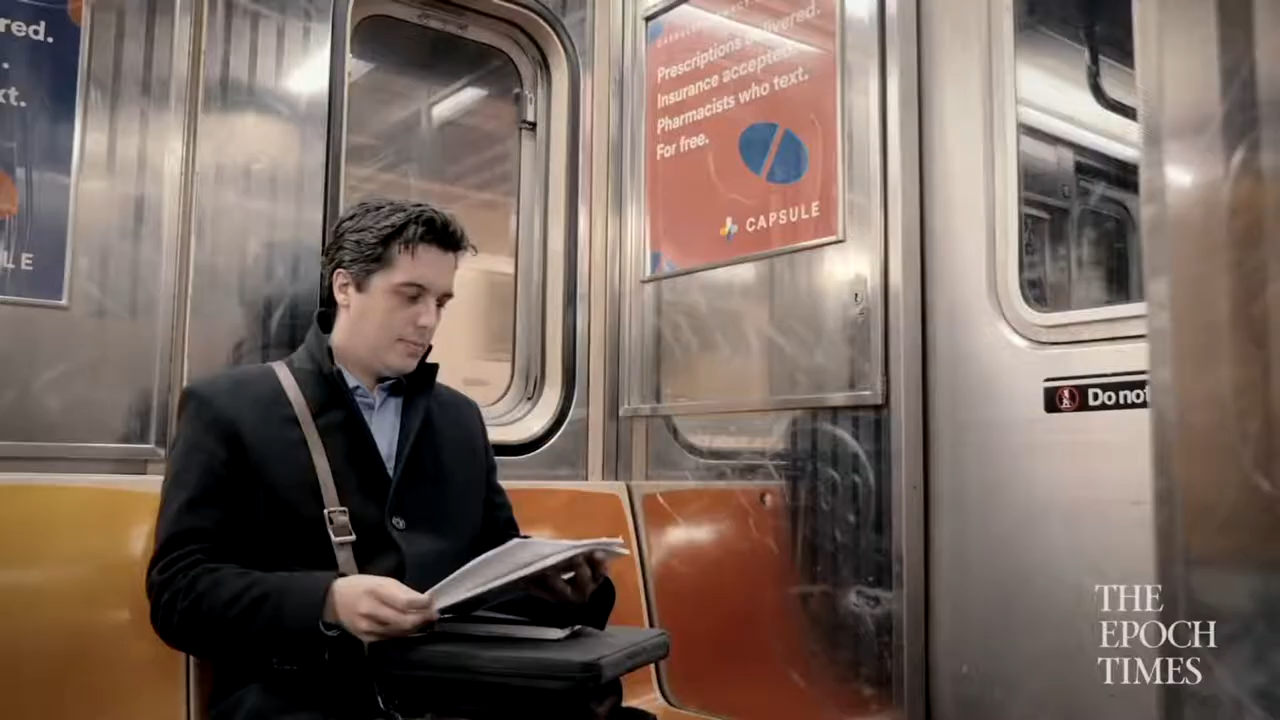 red.
xt.
LE
Prescriptions delivered.
Insurance accepted.
Pharmacists who text.
For free.
CAPSULE
Do not
THE
EPOCH
TIMES